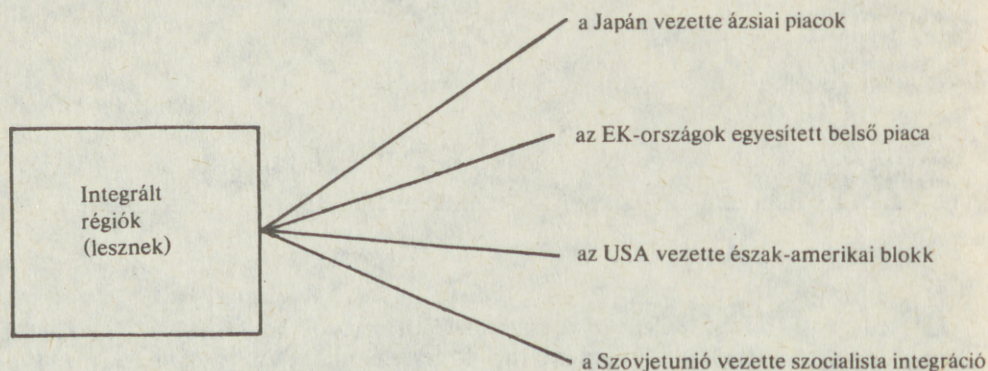 a Japán vezette ázsiai piacok
az EK-országok egyesített belső piaca
Integrált
régiók
(lesznek)
az USA vezette észak-amerikai blokk
a Szovjetunió vezette szocialista integráció